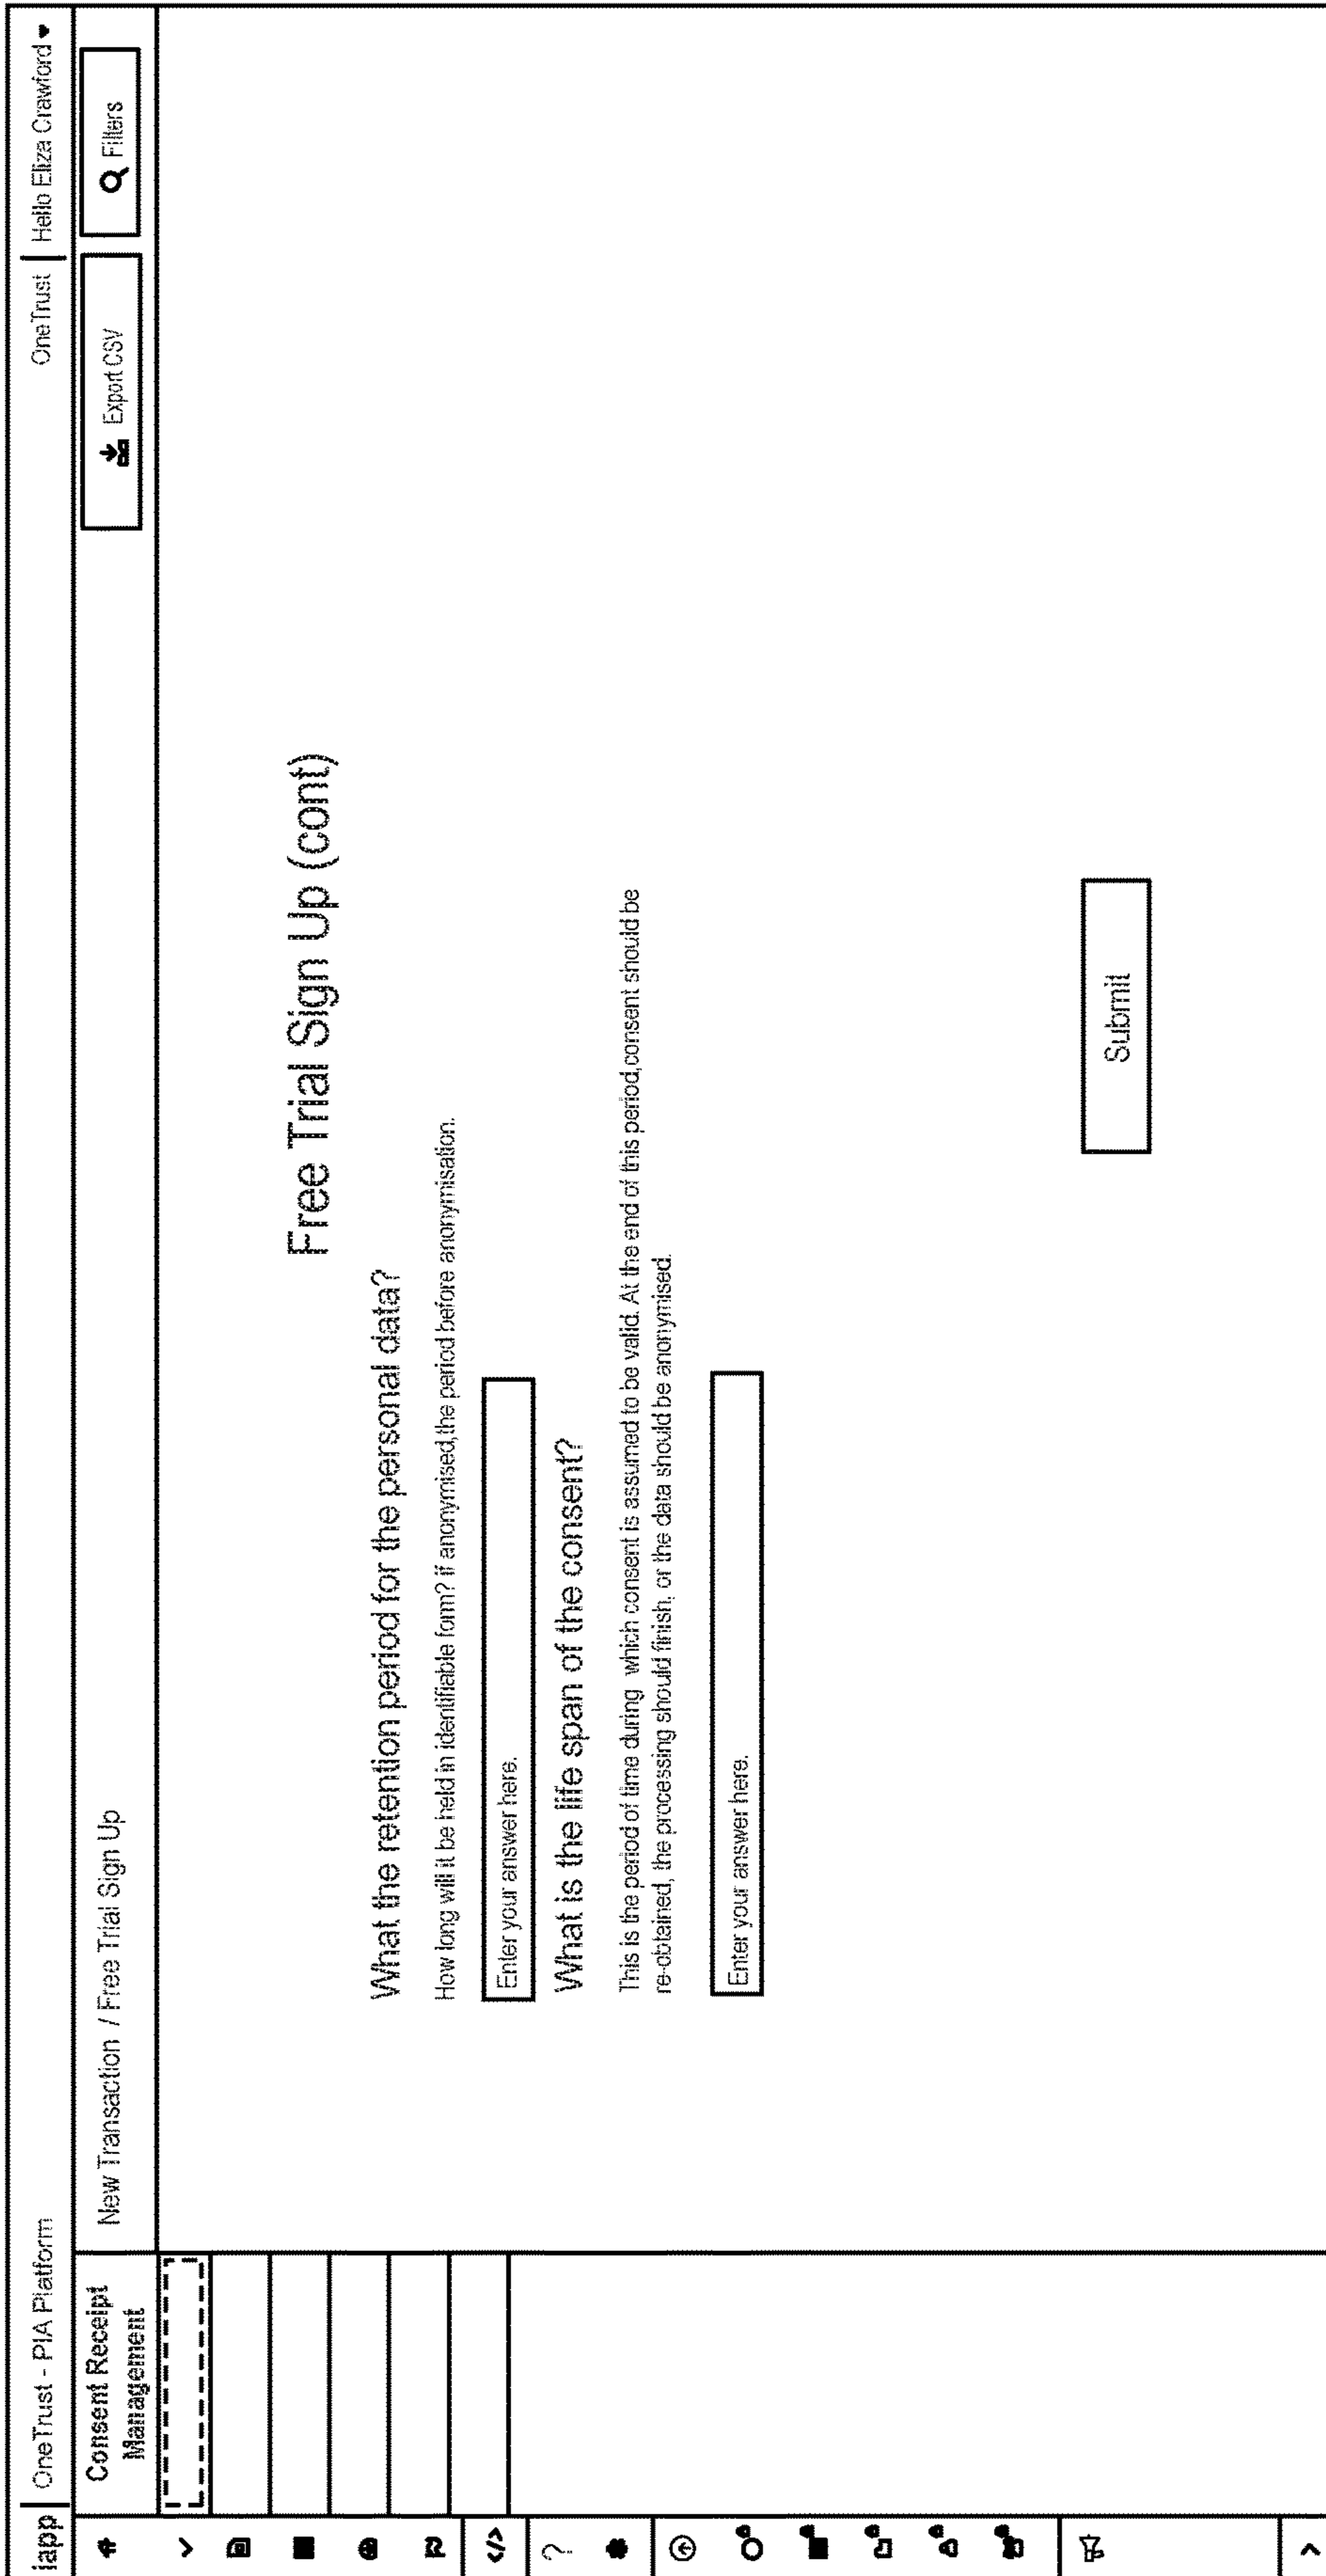 iapp OneTrust - PIA Platform OneTrust Hello Eliza Crawford
Consent Receipt
Management
New Transaction / Free Trial Sign Up Export CSV Filters
Free Trial Sign Up (cont)
What the retention period for the personal data?
How long will it be held in identifiable form? If anonymised,the period before anonymisation.
Enter your answer here.
What is the life span of the consent?
This is the period of time during which consent is assumed to be valid. At the end of this period,consent should be
re-obtained, the processing should finish, or the data should be anonymised.
Enter your answer here.
Submit